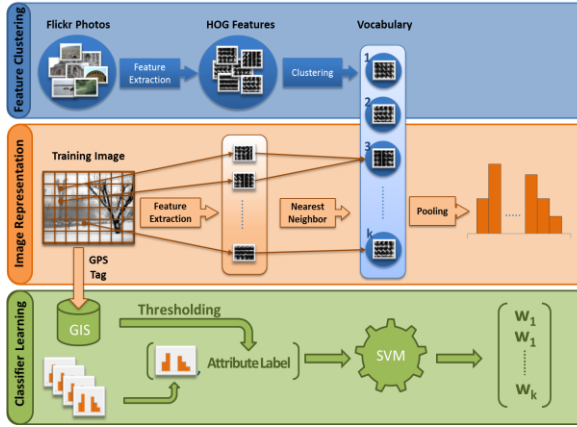 Feature Clustering
Flickr Photos
HOG Features
Vocabulary
Feature
Extraction
Clustering
1
2
3
k
Image Representation
Training Image
Feature
Extraction
Nearest
Neighbor
Pooling
GPS
Tag
Classifier Learning
GIS
Thresholding
, Attribute Label
SVM
w1
w1
wk